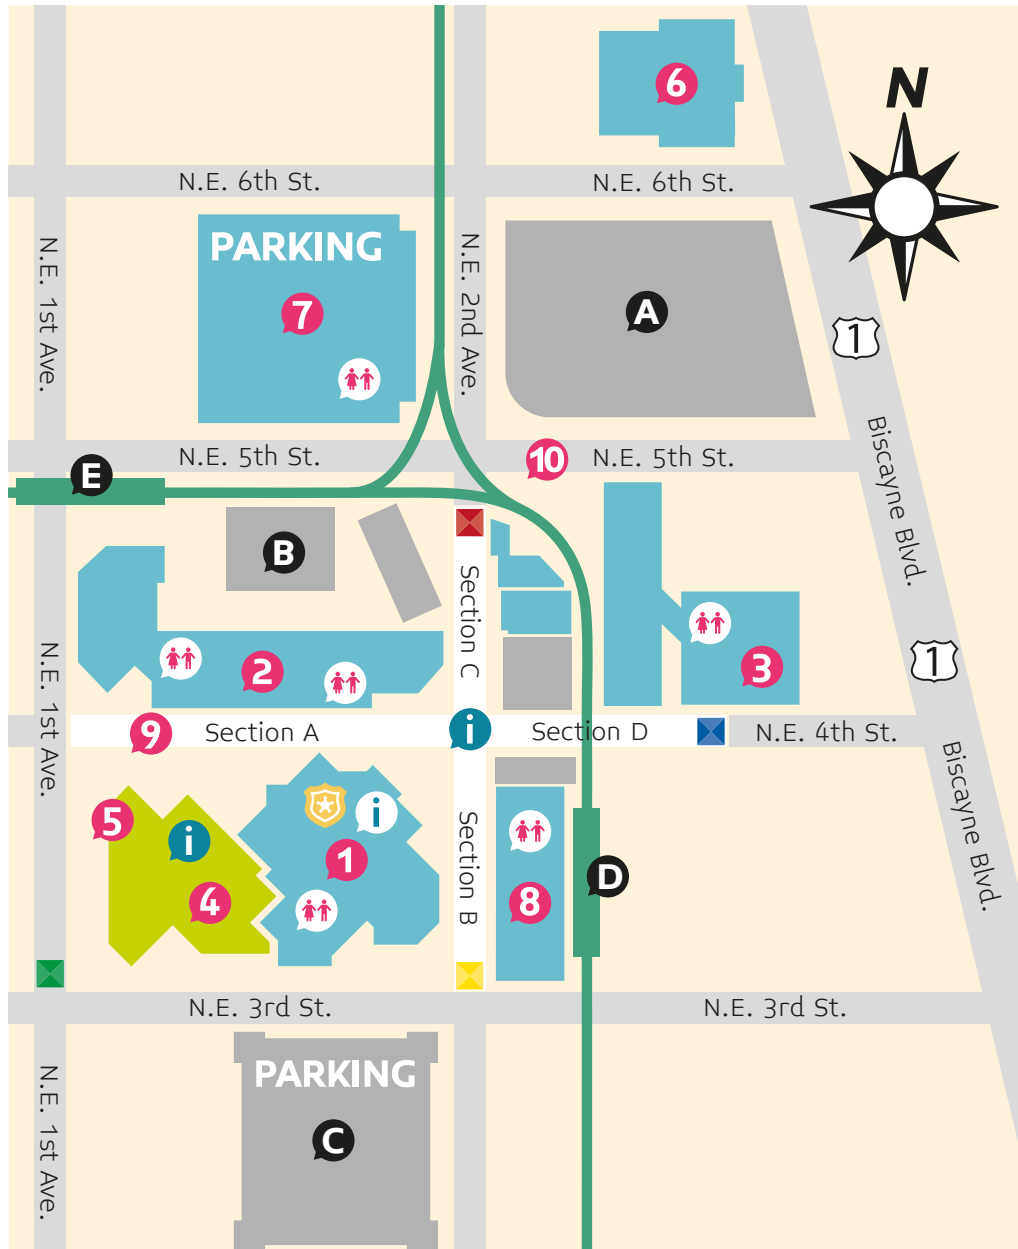 6
N
N.E. 6th St.
N.E. 6th St.
PARKING
N.E. 1st Ave.
N.E. 2nd Ave.
7
A
1
Biscayne Blvd.
N.E. 5th St.
10
N.E. 5th St.
E
B
Section C
N.E. 1st Ave.
2
3
1
9
Section A
i
Section D
N.E. 4th St.
Biscayne Blvd.
5
i
i
1
4
Section B
8
D
N.E. 3rd St.
N.E. 3rd St.
PARKING
N.E. 1st Ave.
C